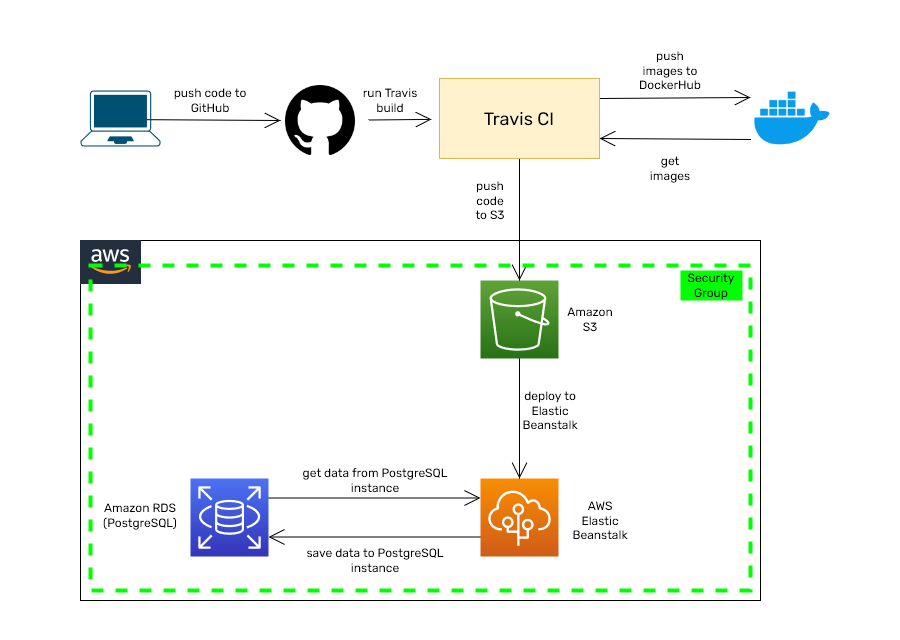 push code to
GitHub
run Travis
build
Travis CI
push
images to
DockerHub
get
images
push
code
to S3
aws
Security
Group
Amazon
S3
deploy to
Elastic
Beanstalk
get data from PostgreSQL
instance
Amazon RDS
(PostgreSQL)
AWS
Elastic
Beanstalk
save data to PostgreSQL
instance